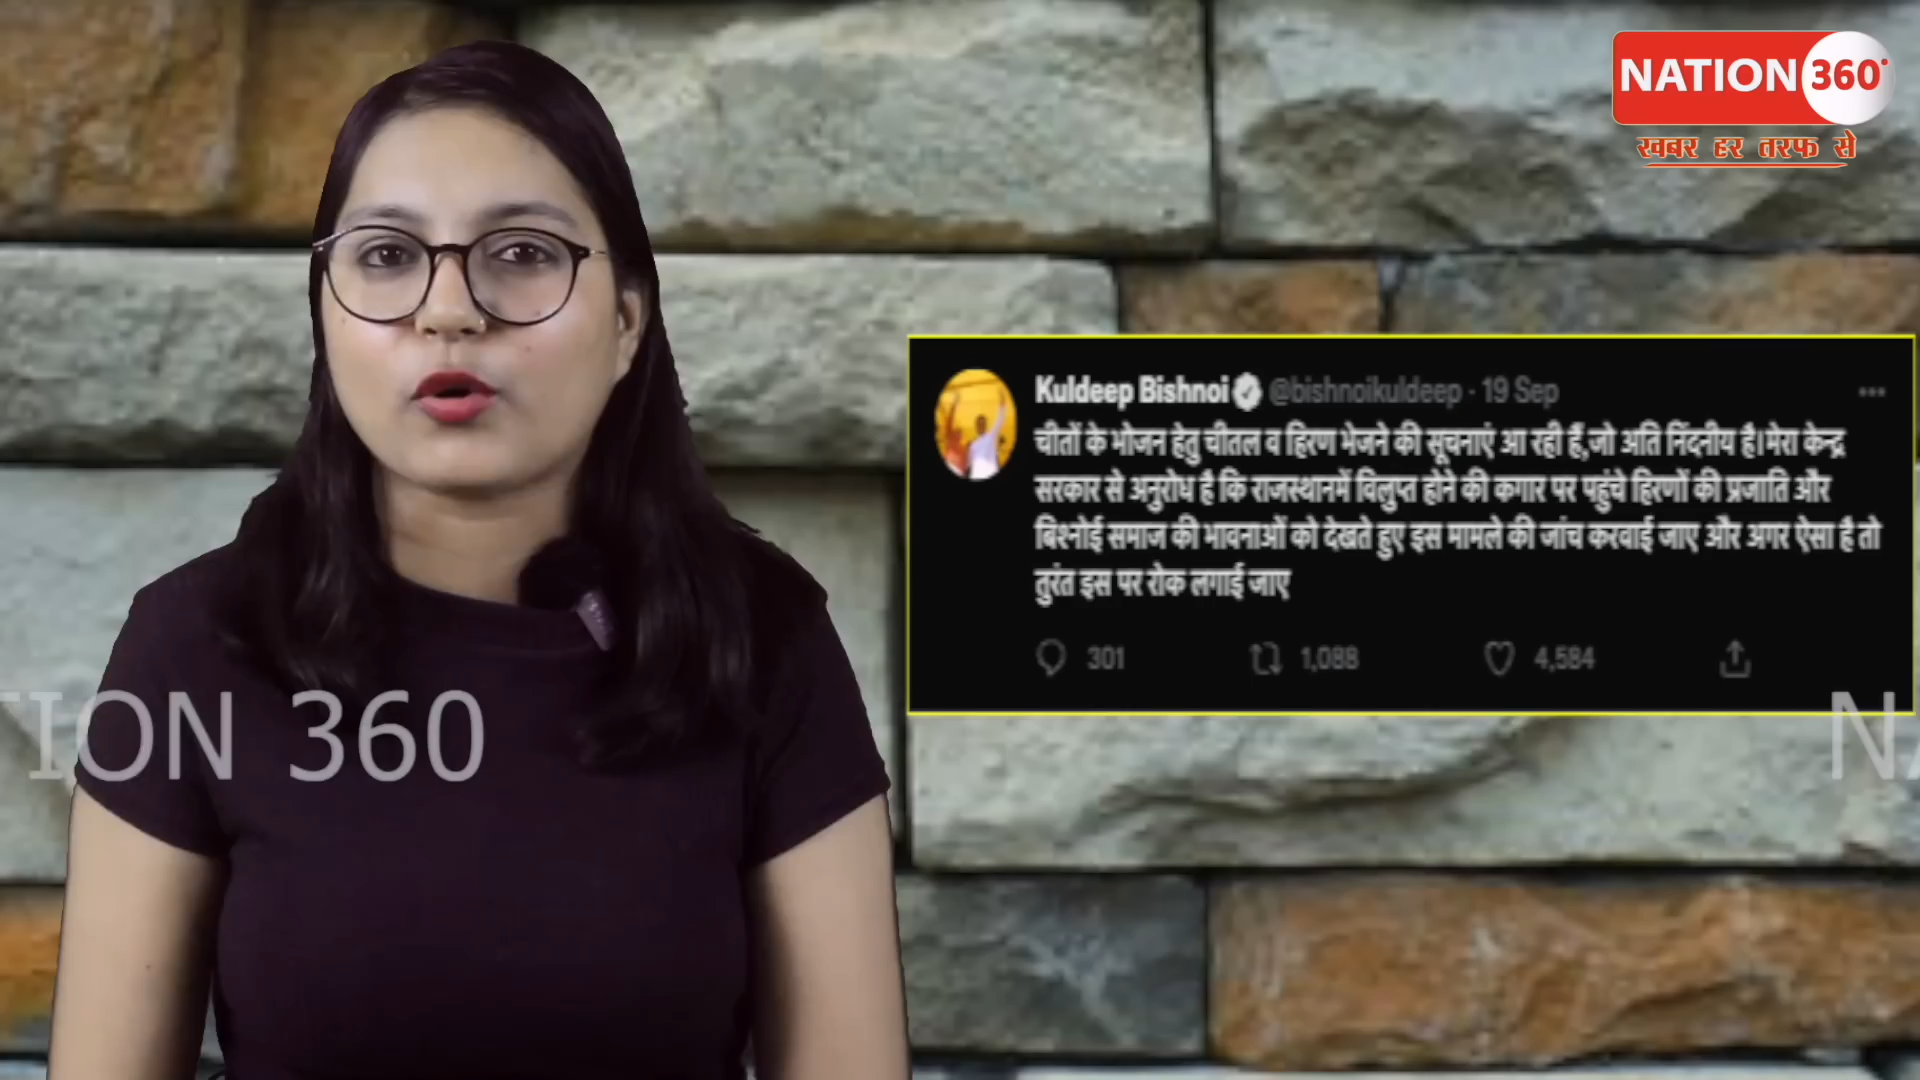 NATION 360°
खबर हर तरफ से
Kuldeep Bishnoi @bishnoikuldeep · 19 Sep
चीतों के भोजन हेतु चीतल व हिरण भेजने की सूचनाएं आ रही हैं,जो अति निंदनीय है।मेरा केन्द्र
सरकार से अनुरोध है कि राजस्थानमें विलुप्त होने की कगार पर पहुंचे हिरणों की प्रजाति और
बिश्नोई समाज की भावनाओं को देखते हुए इस मामले की जांच करवाई जाए और अगर ऐसा है तो
तुरंत इस पर रोक लगाई जाए
301 1,088 4,584
TION 360 NA